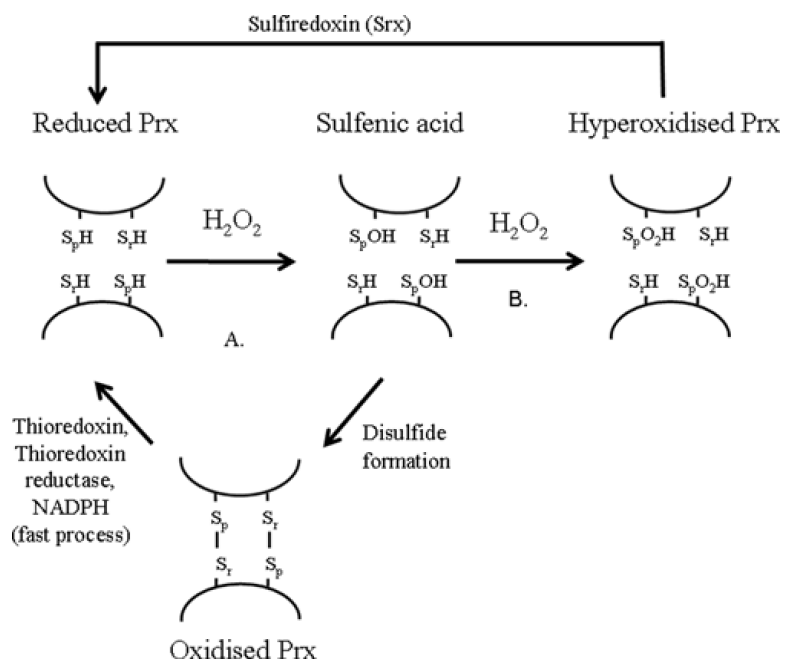 Sulfiredoxin (Srx)
Reduced Prx
Sulfenic acid
Hyperoxidised Prx
SpH SrH
H2O2
SpOH SrH
H2O2
SpO2H SrH
SrH SpH
SrH SpOH
SrH SpO2H
A.
B.
Thioredoxin,
Thioredoxin
reductase,
NADPH
(fast process)
Disulfide
formation
Sp Sr
Sr Sp
Oxidised Prx